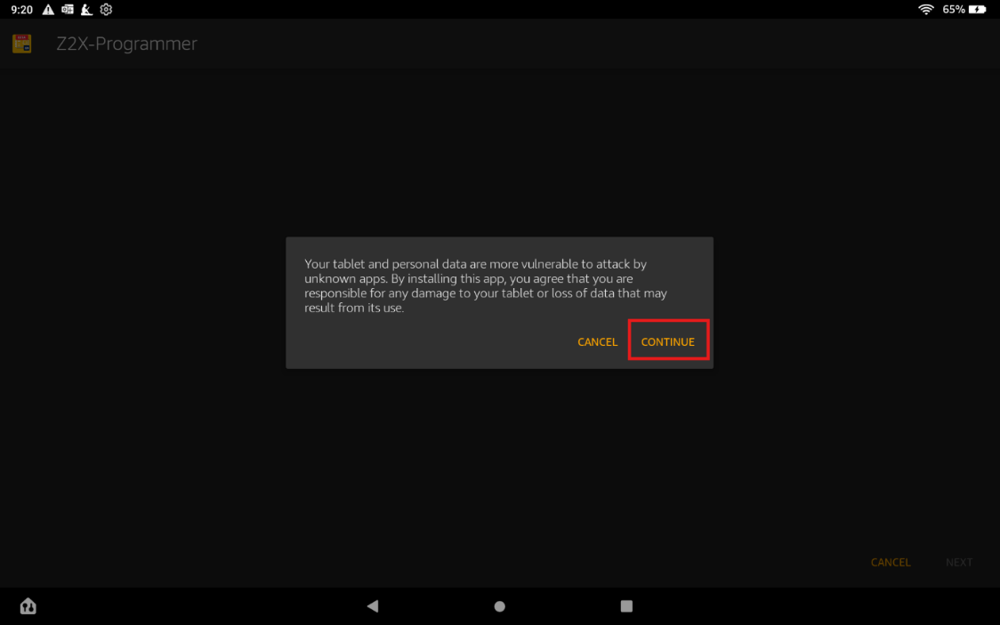 9:20
65%
Z2X-Programmer
Your tablet and personal data are more vulnerable to attack by
unknown apps. By installing this app, you agree that you are
responsible for any damage to your tablet or loss of data that may
result from its use.
CANCEL CONTINUE
CANCEL NEXT